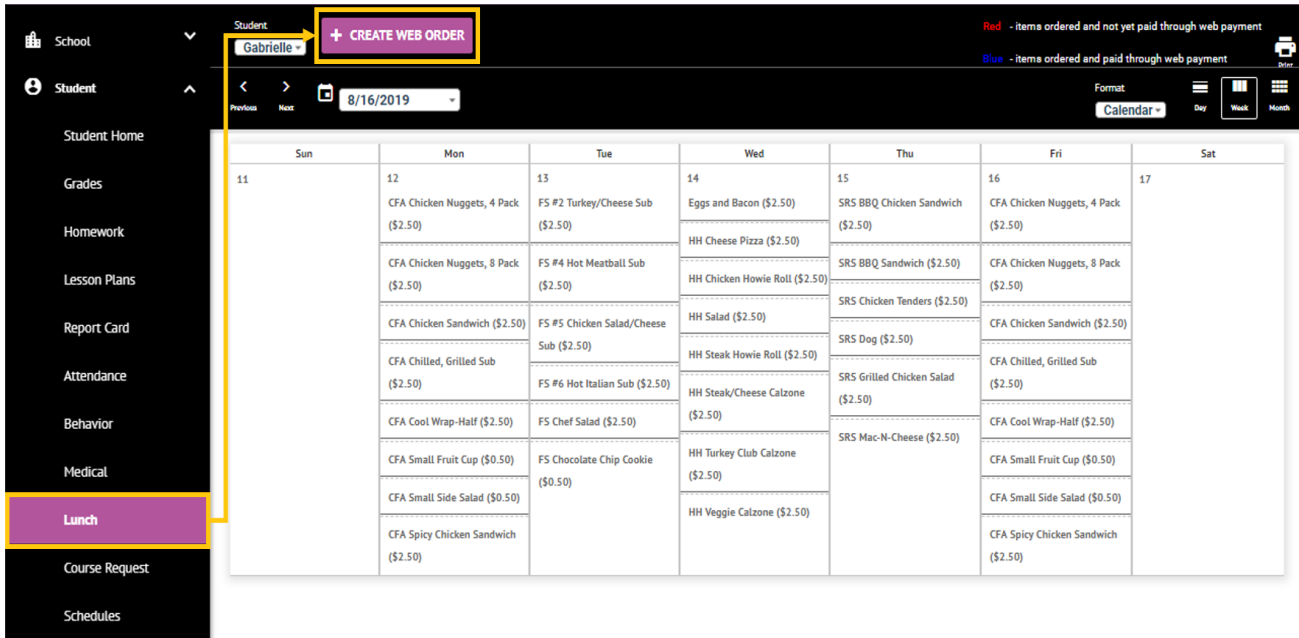 School
Student
Student Home
Grades
Homework
Lesson Plans
Report Card
Attendance
Behavior
Medical
Lunch
Course Request
Schedules
Student
Gabrielle
+ CREATE WEB ORDER
Red - items ordered and not yet paid through web payment
Blue - items ordered and paid through web payment
Print
Previous
Next
8/16/2019
Format
Calendar
Day
Week
Month
Sun
Mon
Tue
Wed
Thu
Fri
Sat
11
12
CFA Chicken Nuggets, 4 Pack
($2.50)
CFA Chicken Nuggets, 8 Pack
($2.50)
CFA Chicken Sandwich ($2.50)
CFA Chilled, Grilled Sub
($2.50)
CFA Cool Wrap-Half ($2.50)
CFA Small Fruit Cup ($0.50)
CFA Small Side Salad ($0.50)
CFA Spicy Chicken Sandwich
($2.50)
13
FS #2 Turkey/Cheese Sub
($2.50)
FS #4 Hot Meatball Sub
($2.50)
FS #5 Chicken Salad/Cheese
Sub ($2.50)
FS #6 Hot Italian Sub ($2.50)
FS Chef Salad ($2.50)
FS Chocolate Chip Cookie
($0.50)
14
Eggs and Bacon ($2.50)
HH Cheese Pizza ($2.50)
HH Chicken Howie Roll ($2.50)
HH Salad ($2.50)
HH Steak Howie Roll ($2.50)
HH Steak/Cheese Calzone
($2.50)
HH Turkey Club Calzone
($2.50)
HH Veggie Calzone ($2.50)
15
SRS BBQ Chicken Sandwich
($2.50)
SRS BBQ Sandwich ($2.50)
SRS Chicken Tenders ($2.50)
SRS Dog ($2.50)
SRS Grilled Chicken Salad
($2.50)
SRS Mac-N-Cheese ($2.50)
16
CFA Chicken Nuggets, 4 Pack
($2.50)
CFA Chicken Nuggets, 8 Pack
($2.50)
CFA Chicken Sandwich ($2.50)
CFA Chilled, Grilled Sub
($2.50)
CFA Cool Wrap-Half ($2.50)
CFA Small Fruit Cup ($0.50)
CFA Small Side Salad ($0.50)
CFA Spicy Chicken Sandwich
($2.50)
17